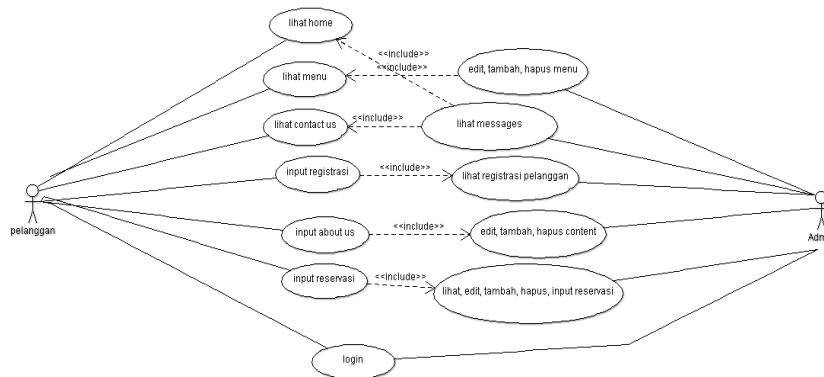 lihat home
<<include>>
<<include>>
lihat menu
edit, tambah, hapus menu
lihat contact us
<<include>>
lihat messages
input registrasi
<<include>>
lihat registrasi pelanggan
pelanggan
Adm
input about us
<<include>>
edit, tambah, hapus content
input reservasi
<<include>>
lihat, edit, tambah, hapus, input reservasi
login